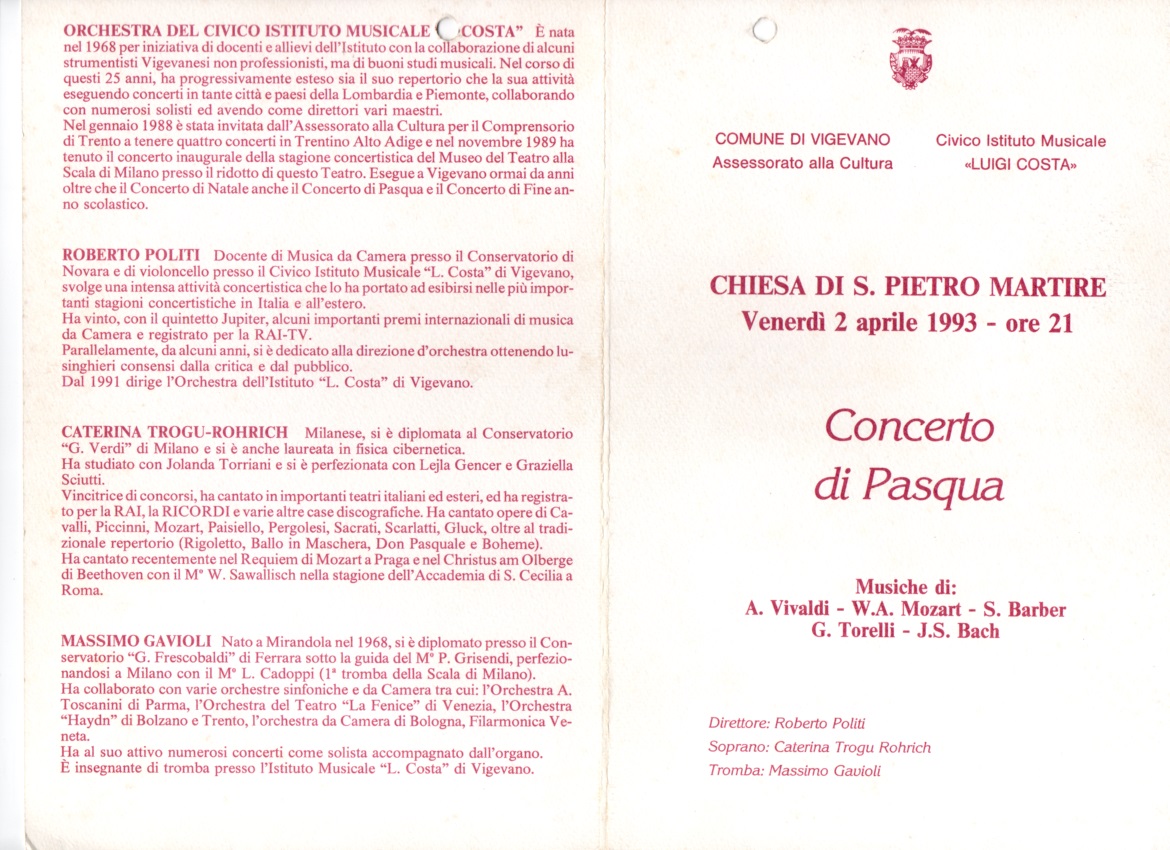 ORCHESTRA DEL CIVICO ISTITUTO MUSICALE COSTA” È nata
nel 1968 per iniziativa di docenti e allievi dell'Istituto con la collaborazione di alcuni
strumentisti Vigevanesi non professionisti, ma di buoni studi musicali. Nel corso di
questi 25 anni, ha progressivamente esteso sia il suo repertorio che la sua attività
eseguendo concerti in tante città e paesi della Lombardia e Piemonte, collaborando
con numerosi solisti ed avendo come direttori vari maestri.
Nel gennaio 1988 è stata invitata dall'Assessorato alla Cultura per il Comprensorio
di Trento a tenere quattro concerti in Trentino Alto Adige e nel novembre 1989 ha
tenuto il concerto inaugurale della stagione concertistica del Museo del Teatro alla
Scala di Milano presso il ridotto di questo Teatro. Esegue a Vigevano ormai da anni
oltre che il Concerto di Natale anche il Concerto di Pasqua e il Concerto di Fine an-
no scolastico.
ROBERTO POLITI Docente di Musica da Camera presso il Conservatorio di
Novara e di violoncello presso il Civico Istituto Musicale “L. Costa” di Vigevano,
svolge una intensa attività concertistica che lo ha portato ad esibirsi nelle più impor-
tanti stagioni concertistiche in Italia e all'estero.
Ha vinto, con il quintetto Jupiter, alcuni importanti premi internazionali di musica
da Camera e registrato per la RAI-TV.
Parallelamente, da alcuni anni, si è dedicato alla direzione d'orchestra ottenendo lu-
singhieri consensi dalla critica e dal pubblico.
Dal 1991 dirige l'Orchestra dell'Istituto “L. Costa” di Vigevano.
CATERINA TROGU-ROHRICH Milanese, si è diplomata al Conservatorio
“G. Verdi” di Milano e si è anche laureata in fisica cibernetica.
Ha studiato con Jolanda Torriani e si è perfezionata con Lejla Gencer e Graziella
Sciutti.
Vincitrice di concorsi, ha cantato in importanti teatri italiani ed esteri, ed ha registra-
to per la RAI, la RICORDI e varie altre case discografiche. Ha cantato opere di Ca-
valli, Piccinni, Mozart, Paisiello, Pergolesi, Sacrati, Scarlatti, Gluck, oltre al tradi-
zionale repertorio (Rigoletto, Ballo in Maschera, Don Pasquale e Boheme).
Ha cantato recentemente nel Requiem di Mozart a Praga e nel Christus am Olberge
di Beethoven con il M° W. Sawallisch nella stagione dell'Accademia di S. Cecilia a
Roma.
MASSIMO GAVIOLI Nato a Mirandola nel 1968, si è diplomato presso il Con-
servatorio “G. Frescobaldi” di Ferrara sotto la guida del M° P. Grisendi, perfezio-
nandosi a Milano con il M° L. Cadoppi (1ª tromba della Scala di Milano).
Ha collaborato con varie orchestre sinfoniche e da Camera tra cui: l'Orchestra A.
Toscanini di Parma, l'Orchestra del Teatro “La Fenice” di Venezia, l'Orchestra
“Haydn” di Bolzano e Trento, l'orchestra da Camera di Bologna, Filarmonica Ve-
neta.
Ha al suo attivo numerosi concerti come solista accompagnato dall'organo.
È insegnante di tromba presso l'Istituto Musicale “L. Costa” di Vigevano.
COMUNE DI VIGEVANO
Assessorato alla Cultura
Civico Istituto Musicale
«LUIGI COSTA»
CHIESA DI S. PIETRO MARTIRE
Venerdì 2 aprile 1993 - ore 21
Concerto
di Pasqua
Musiche di:
A. Vivaldi - W.A. Mozart - S. Barber
G. Torelli - J.S. Bach
Direttore: Roberto Politi
Soprano: Caterina Trogu Rohrich
Tromba: Massimo Gavioli